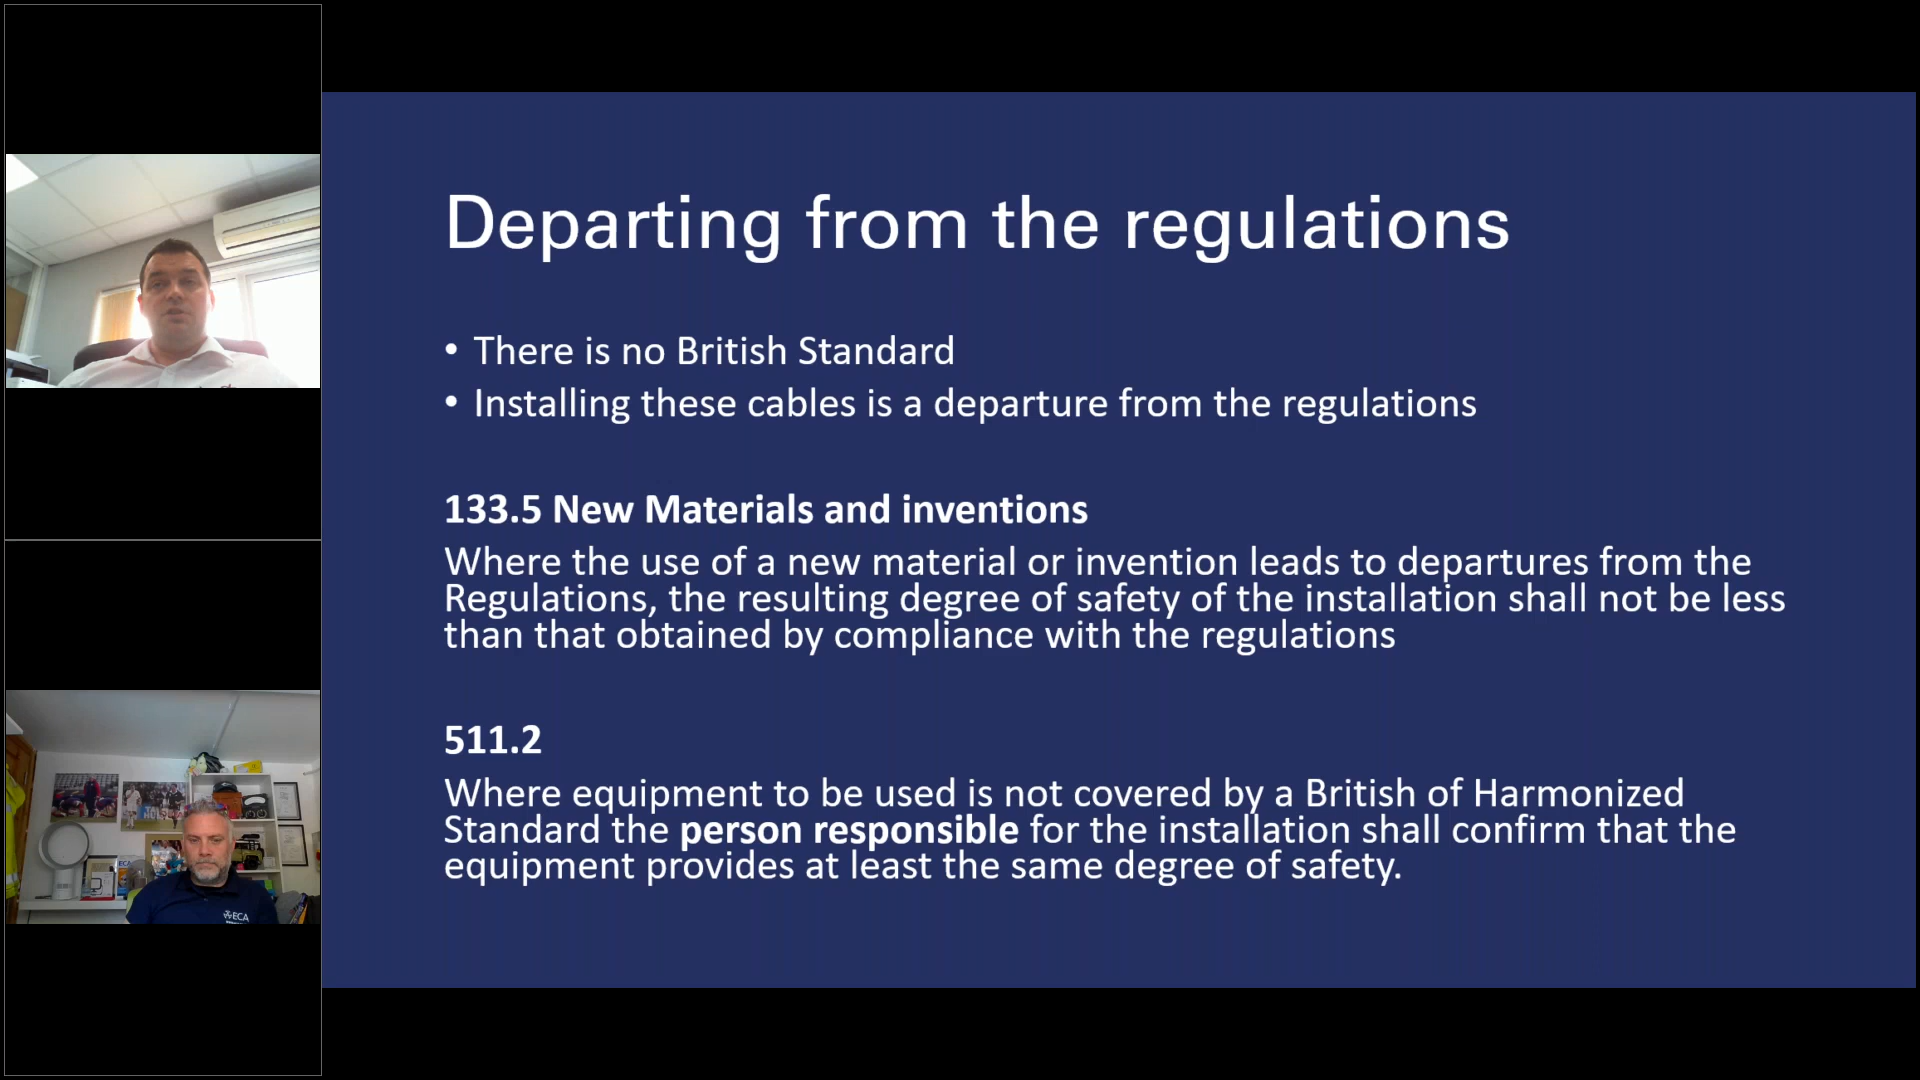 Departing from the regulations
• There is no British Standard
• Installing these cables is a departure from the regulations
133.5 New Materials and inventions
Where the use of a new material or invention leads to departures from the
Regulations, the resulting degree of safety of the installation shall not be less
than that obtained by compliance with the regulations
511.2
Where equipment to be used is not covered by a British of Harmonized
Standard the person responsible for the installation shall confirm that the
equipment provides at least the same degree of safety.
ECA